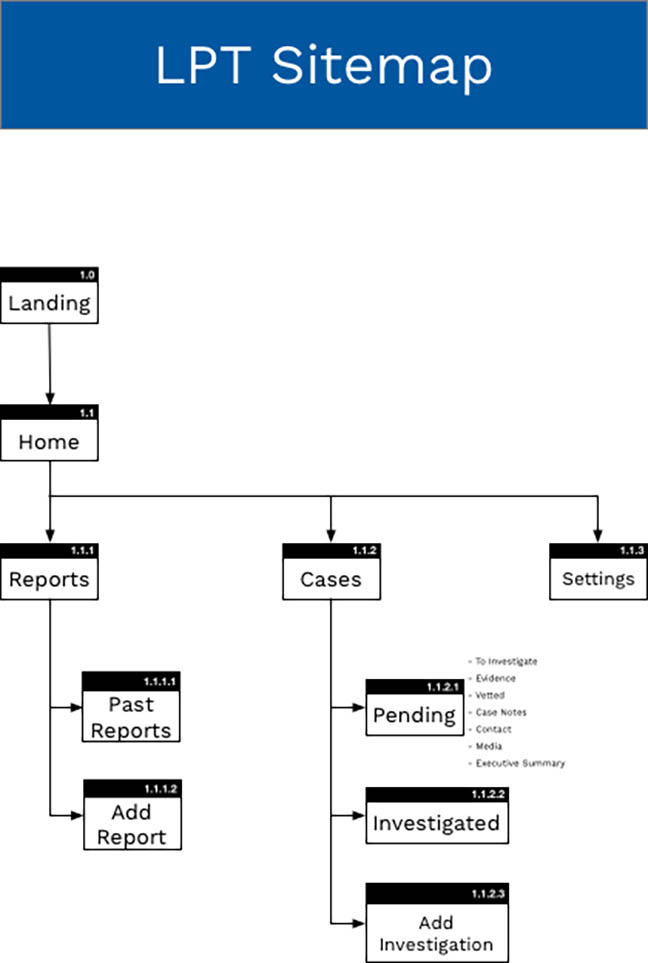 LPT Sitemap
1.0
Landing
1.1
Home
1.1.1
Reports
1.1.2
Cases
1.1.3
Settings
1.1.1.1
Past
Reports
1.1.1.2
Add
Report
1.1.2.1
Pending
- To Investigate
- Evidence
- Vetted
- Case Notes
- Contact
- Media
- Executive Summary
1.1.2.2
Investigated
1.1.2.3
Add
Investigation